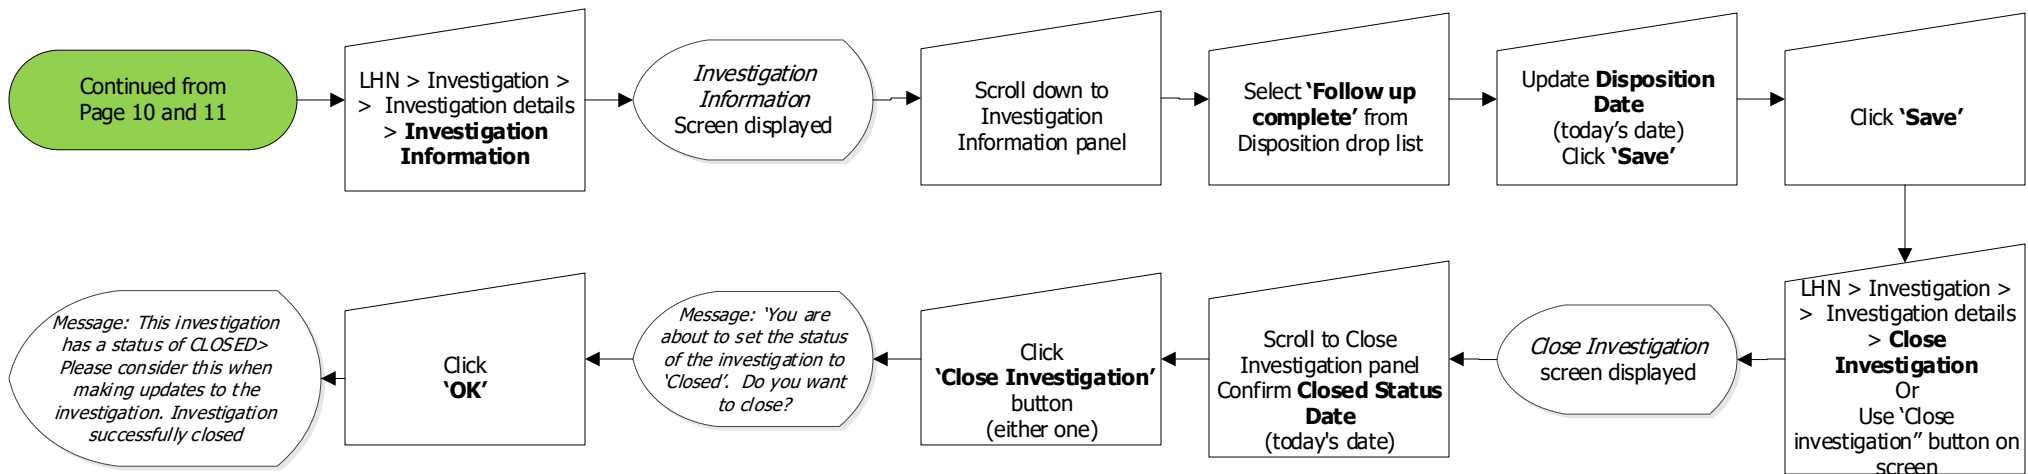 Continued from
Page 10 and 11
LHN > Investigation >
> Investigation details
> Investigation
Information
Investigation
Information
Screen displayed
Scroll down to
Investigation
Information panel
Select ‘Follow up
complete’ from
Disposition drop list
Update Disposition
Date
(today’s date)
Click ‘Save’
Click ‘Save’
LHN > Investigation >
> Investigation details
> Close
Investigation
Or
Use ‘Close
investigation” button on
screen
Close Investigation
screen displayed
Scroll to Close
Investigation panel
Confirm Closed Status
Date
(today's date)
Click
‘Close Investigation’
button
(either one)
Message: ‘You are
about to set the status
of the investigation to
‘Closed’. Do you want
to close?
Click
‘OK’
Message: This investigation
has a status of CLOSED>
Please consider this when
making updates to the
investigation. Investigation
successfully closed